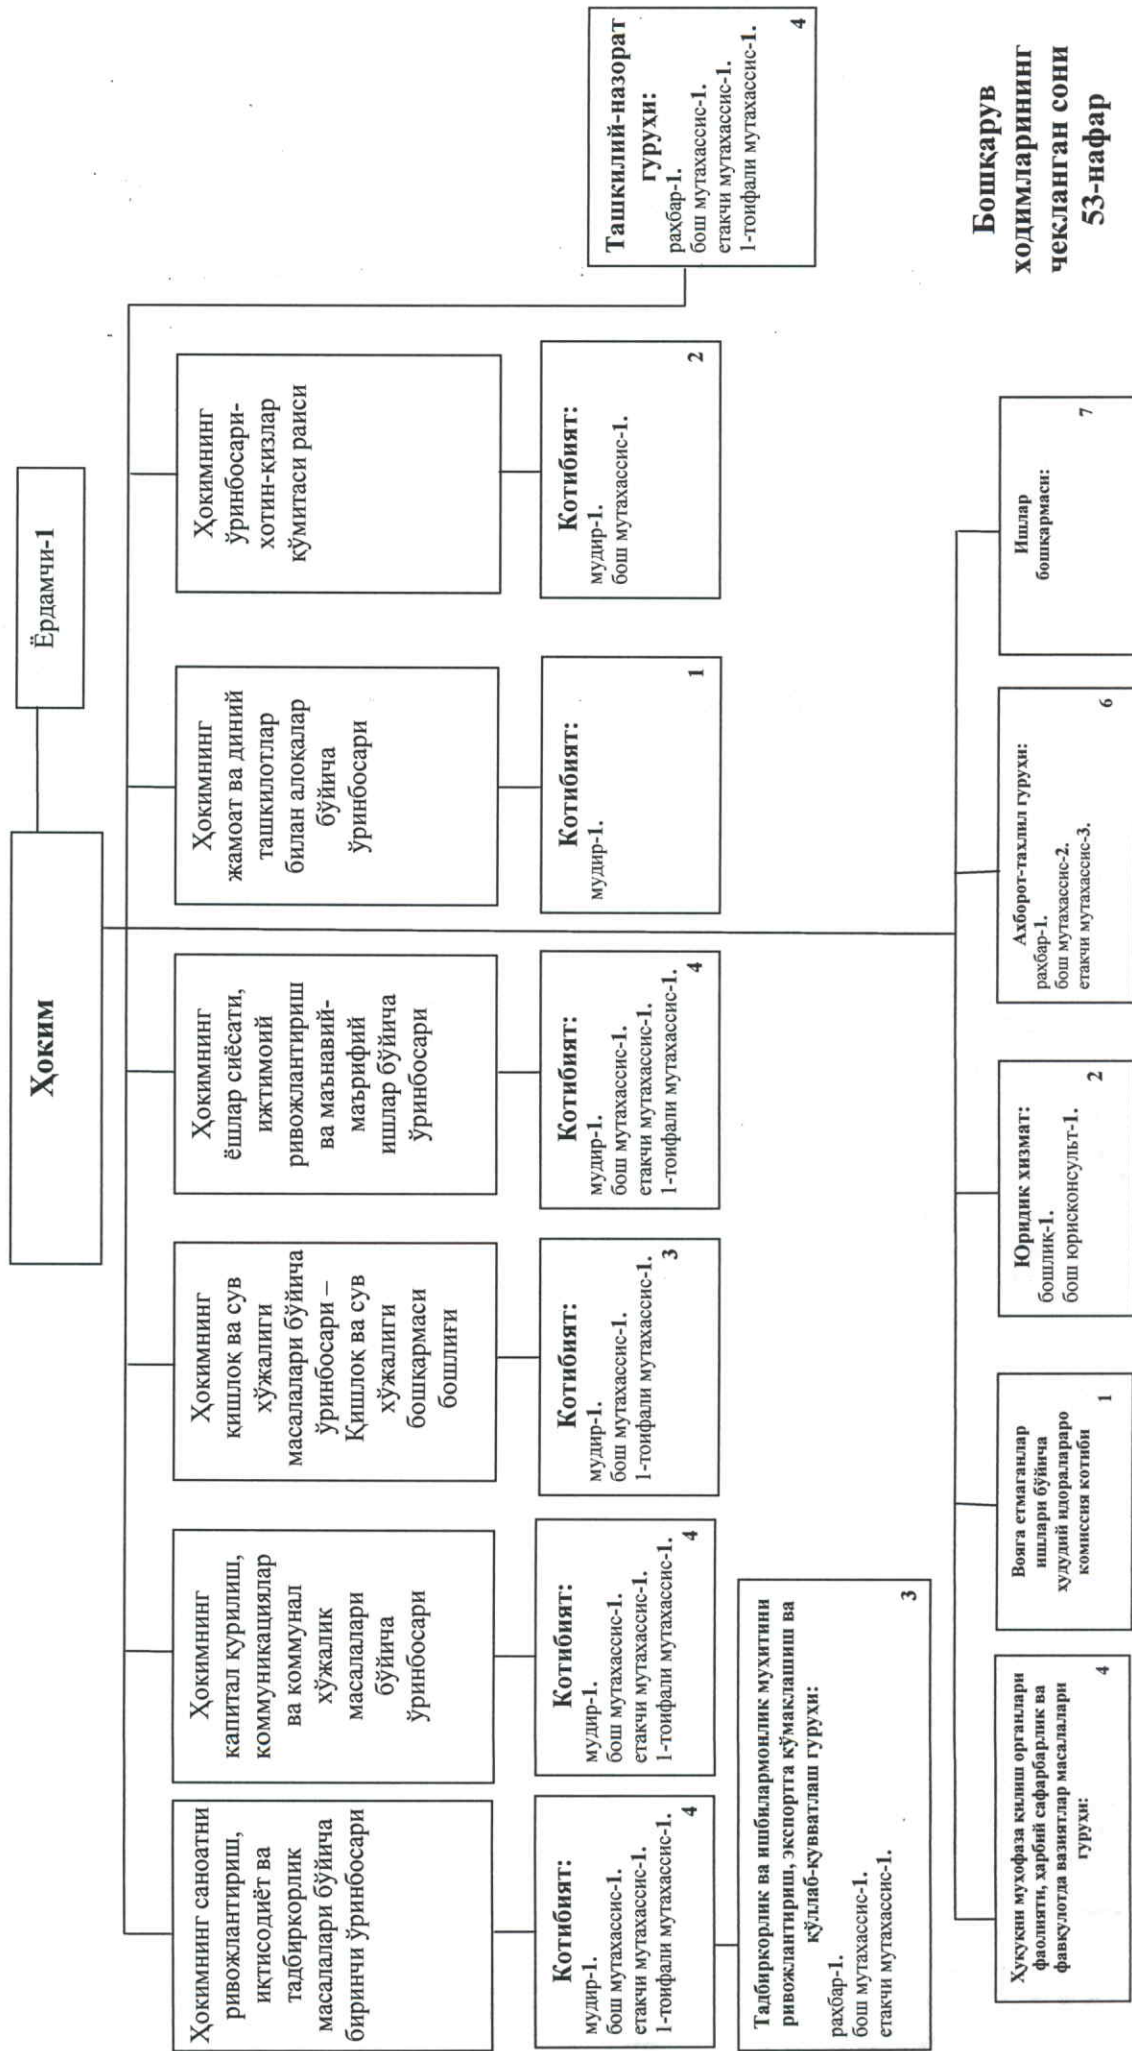 Ҳоким
Ёрдамчи-1
Ҳокимнинг саноатни
ривожлантириш,
иқтисодиёт ва
тадбиркорлик
масалалари бўйича
биринчи ўринбосари
Ҳокимнинг
капитал қурилиш,
коммуникациялар
ва коммунал
хўжалик
масалалари
бўйича
ўринбосари
Ҳокимнинг
қишлоқ ва сув
хўжалиги
масалалари бўйича
ўринбосари –
Қишлоқ ва сув
хўжалиги
бошқармаси
бошлиғи
Ҳокимнинг
ёшлар сиёсати,
ижтимоий
ривожлантириш
ва маънавий-
маърифий
ишлар бўйича
ўринбосари
Ҳокимнинг
жамоат ва диний
ташкилотлар
билан алоқалар
бўйича
ўринбосари
Ҳокимнинг
ўринбосари-
хотин-қизлар
қўмитаси раиси
Котибият:
мудир-1.
бош мутахассис-1.
етакчи мутахассис-1.
1-тоифали мутахассис-1.
4
Котибият:
мудир-1.
бош мутахассис-1.
етакчи мутахассис-1.
1-тоифали мутахассис-1.
4
Котибият:
мудир-1.
бош мутахассис-1.
1-тоифали мутахассис-1.
3
Котибият:
мудир-1.
бош мутахассис-1.
етакчи мутахассис-1.
1-тоифали мутахассис-1.
4
Котибият:
мудир-1.
1
Котибият:
мудир-1.
бош мутахассис-1.
2
Ташкилий-назорат
гуруҳи:
раҳбар-1.
бош мутахассис-1.
етакчи мутахассис-1.
1-тоифали мутахассис-1.
4
Тадбиркорлик ва ишбилармонлик муҳитини
ривожлантириш, экспортга кўмаклашиш ва
қўллаб-қувватлаш гуруҳи:
раҳбар-1.
бош мутахассис-1.
етакчи мутахассис-1.
3
Ҳуқуқни муҳофаза қилиш органлари
фаолияти, ҳарбий сафарбарлик ва
фавқулотда вазиятлар масалалари
гуруҳи:
4
Вояга етмаганлар
ишлари бўйича
ҳудудий идоралараро
комиссия котиби
1
Юридик хизмат:
бошлиқ-1.
бош юрисконсульт-1.
2
Ахборот-таҳлил гуруҳи:
раҳбар-1.
бош мутахассис-2.
етакчи мутахассис-3.
6
Ишлар
бошқармаси:
7
Бошқарув
ходимларининг
чекланган сони
53-нафар